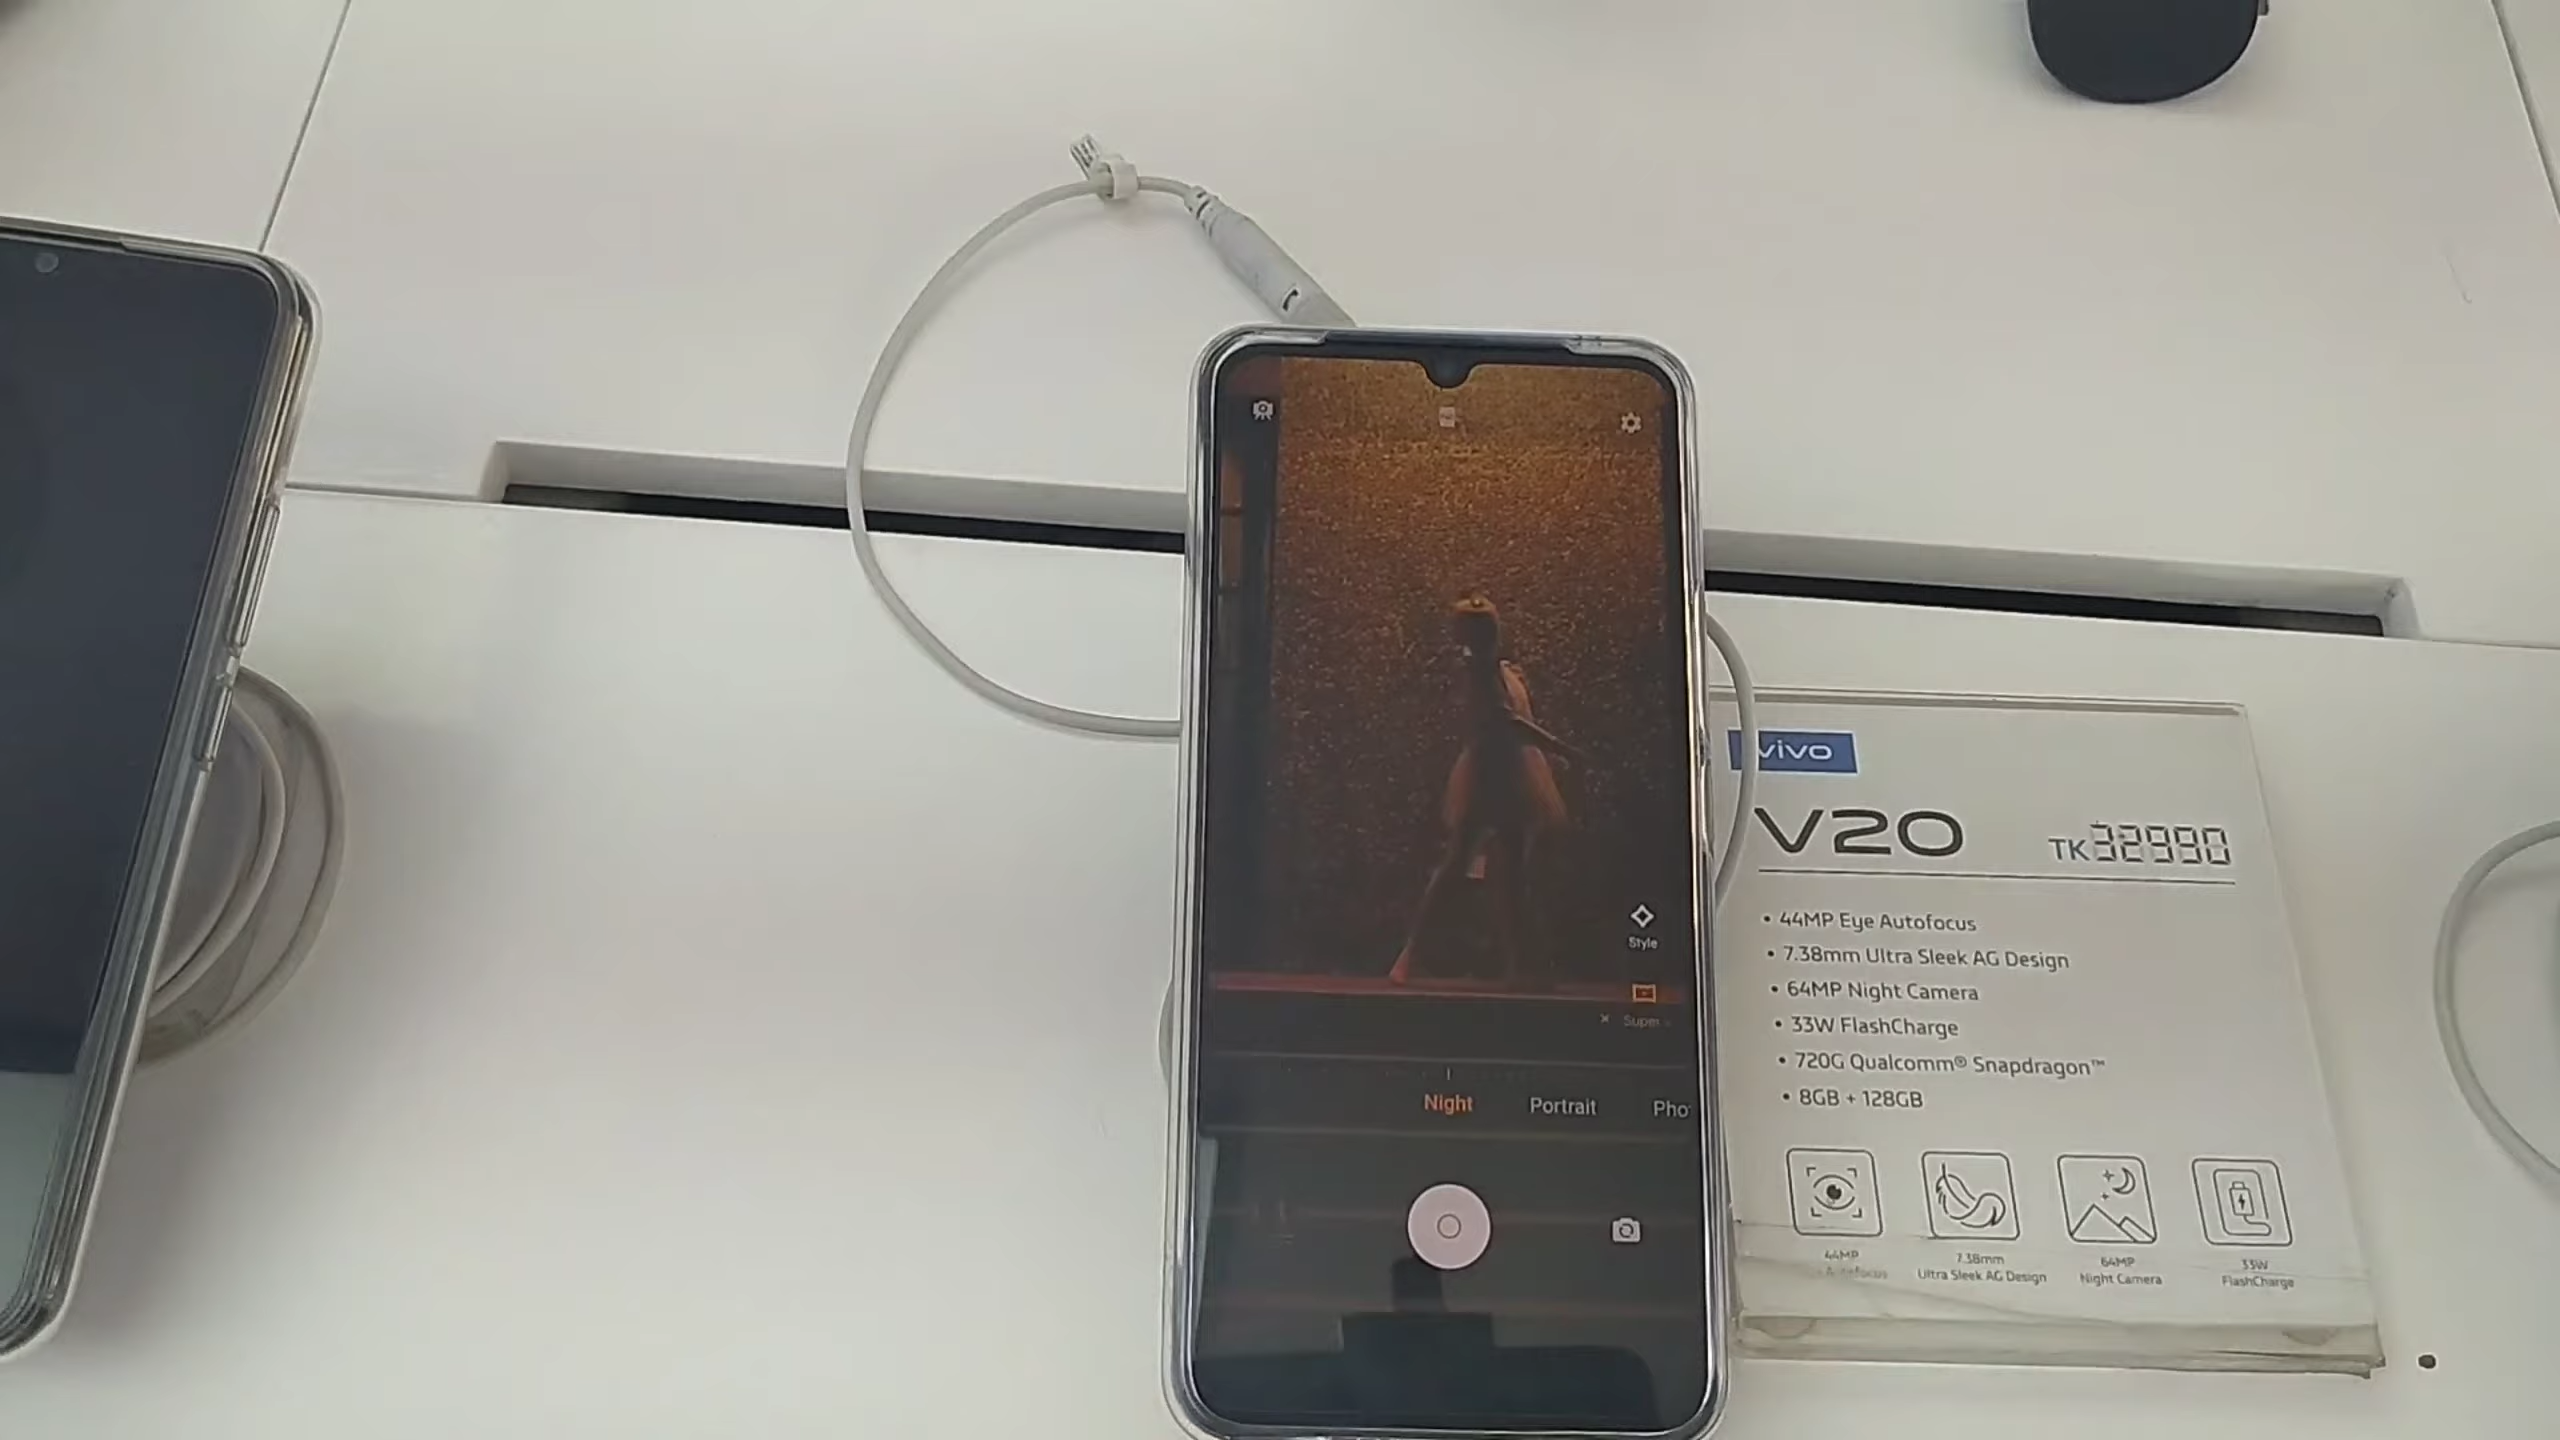 Style
Super
Night
Portrait
Pho
vivo
V20
TK32990
• 44MP Eye Autofocus
• 7.38mm Ultra Sleek AG Design
• 64MP Night Camera
• 33W FlashCharge
• 720G Qualcomm® Snapdragon™
• 8GB + 128GB
44MP
Autofocus
7.38mm
Ultra Sleek AG Design
64MP
Night Camera
33W
FlashCharge